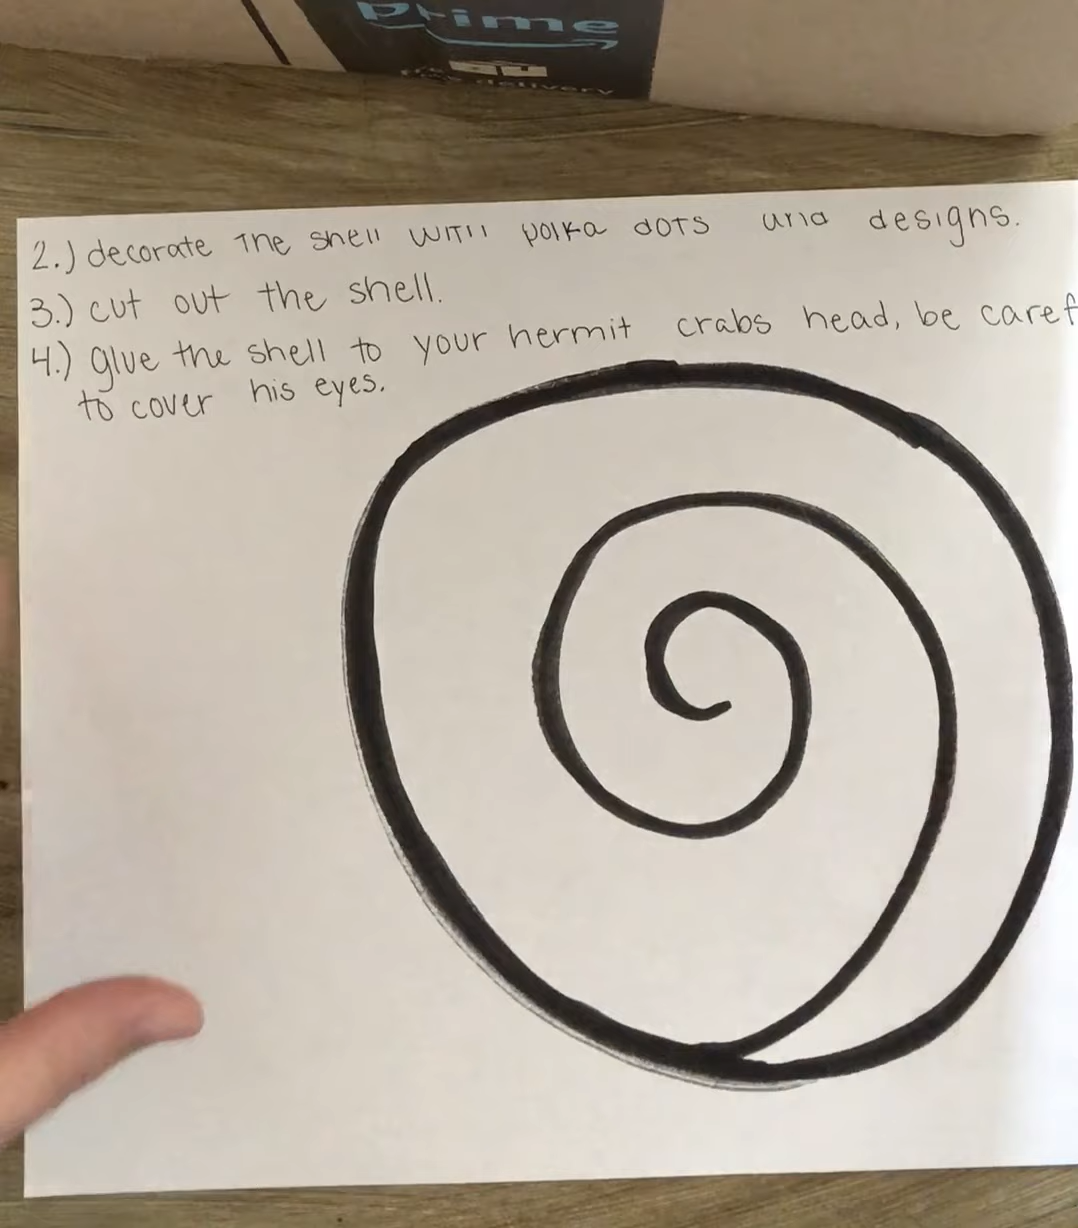 prime
delivery
2.) decorate the shell with polka dots and designs.
3.) cut out the shell.
4.) glue the shell to your hermit crabs head, be caref
to cover his eyes.